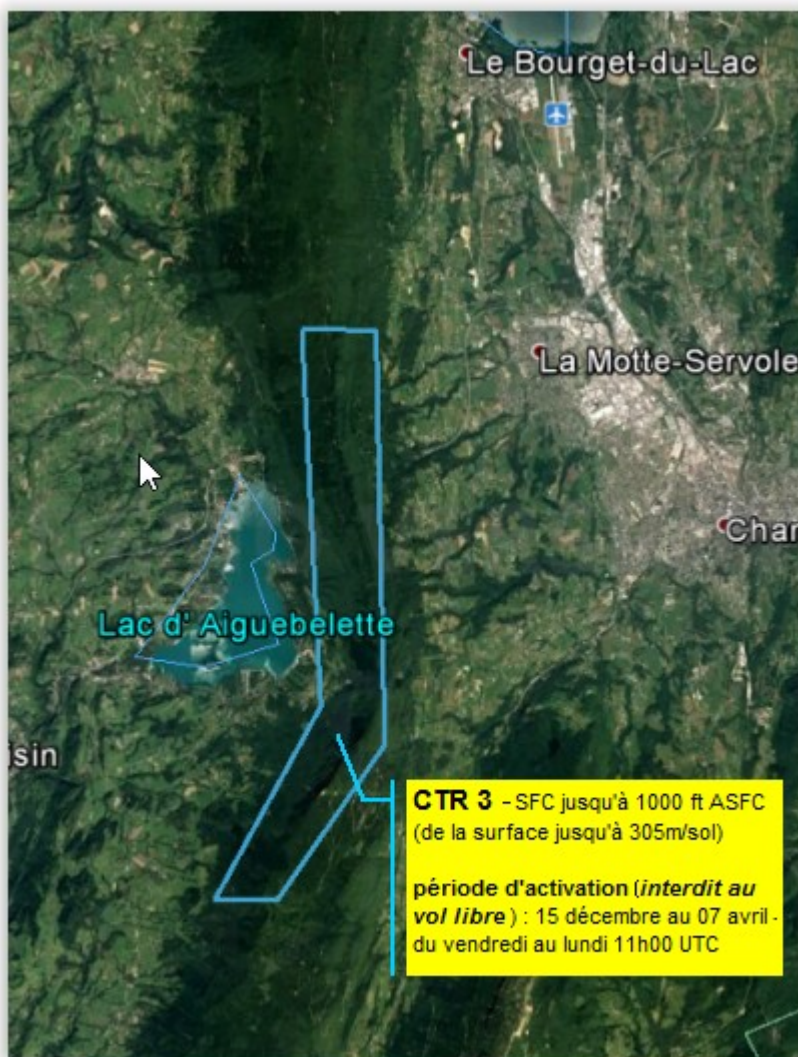 Le Bourget-du-Lac
La Motte-Servole
Char
Lac d' Aiguebelette
isin
CTR 3 - SFC jusqu'à 1000 ft ASFC
(de la surface jusqu'à 305m/sol)
période d'activation (interdit au
vol libre) : 15 décembre au 07 avril -
du vendredi au lundi 11h00 UTC